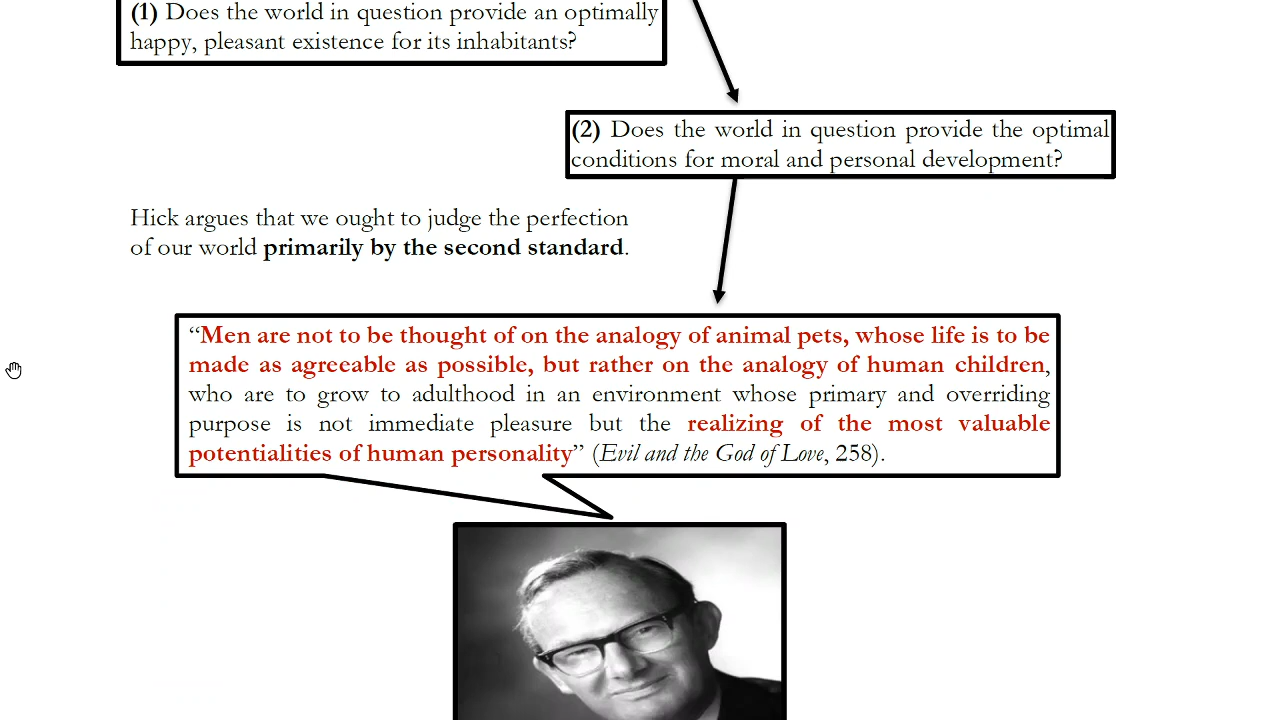 (1) Does the world in question provide an optimally
happy, pleasant existence for its inhabitants?
(2) Does the world in question provide the optimal
conditions for moral and personal development?
Hick argues that we ought to judge the perfection
of our world primarily by the second standard.
“Men are not to be thought of on the analogy of animal pets, whose life is to be
made as agreeable as possible, but rather on the analogy of human children,
who are to grow to adulthood in an environment whose primary and overriding
purpose is not immediate pleasure but the realizing of the most valuable
potentialities of human personality” (Evil and the God of Love, 258).